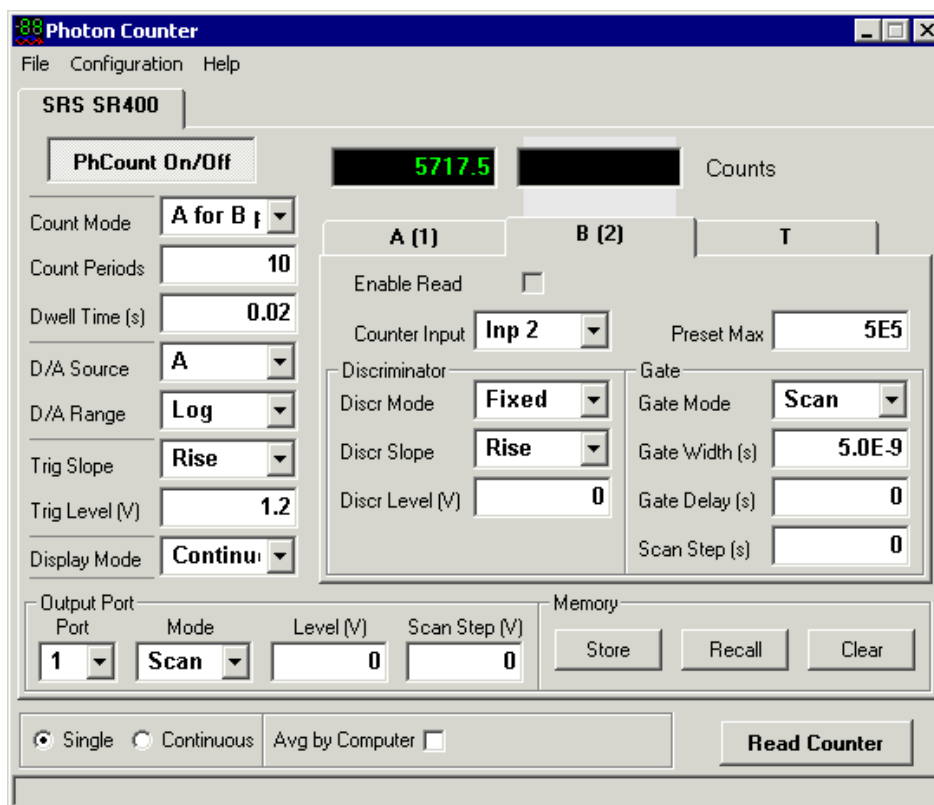 -88 Photon Counter
File Configuration Help
SRS SR400
PhCount On/Off
5717.5
Counts
Count Mode A for B p
Count Periods 10
Dwell Time (s) 0.02
D/A Source A
D/A Range Log
Trig Slope Rise
Trig Level (V) 1.2
Display Mode Continu
A (1) B (2) T
Enable Read
Counter Input Inp 2
Preset Max 5E5
Discriminator
Discr Mode Fixed
Discr Slope Rise
Discr Level (V) 0
Gate
Gate Mode Scan
Gate Width (s) 5.0E-9
Gate Delay (s) 0
Scan Step (s) 0
Output Port
Port Mode Level (V) Scan Step (V)
1 Scan 0 0
Memory
Store Recall Clear
Single Continuous Avg by Computer
Read Counter